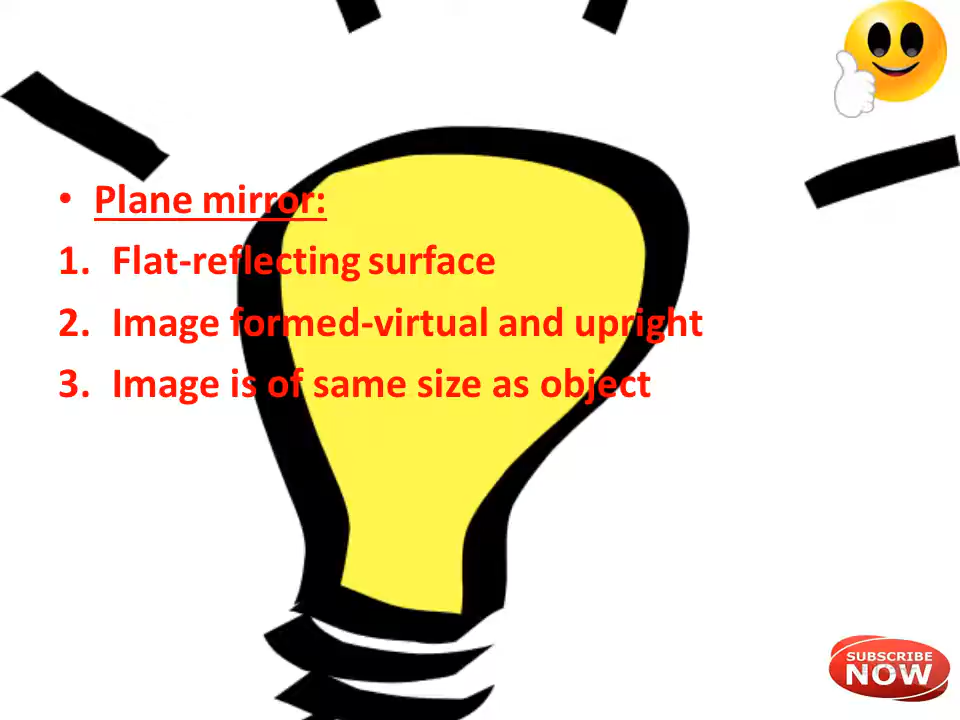 • Plane mirror:
1. Flat-reflecting surface
2. Image formed-virtual and upright
3. Image is of same size as object
SUBSCRIBE
NOW